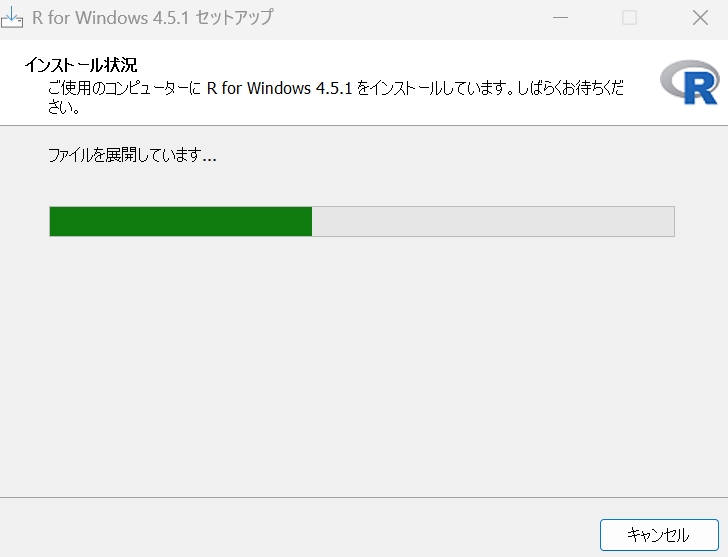 R for Windows 4.5.1 セットアップ
インストール状況
ご使用のコンピューターに R for Windows 4.5.1 をインストールしています。しばらくお待ちくだ
さい。
R
ファイルを展開しています...
キャンセル